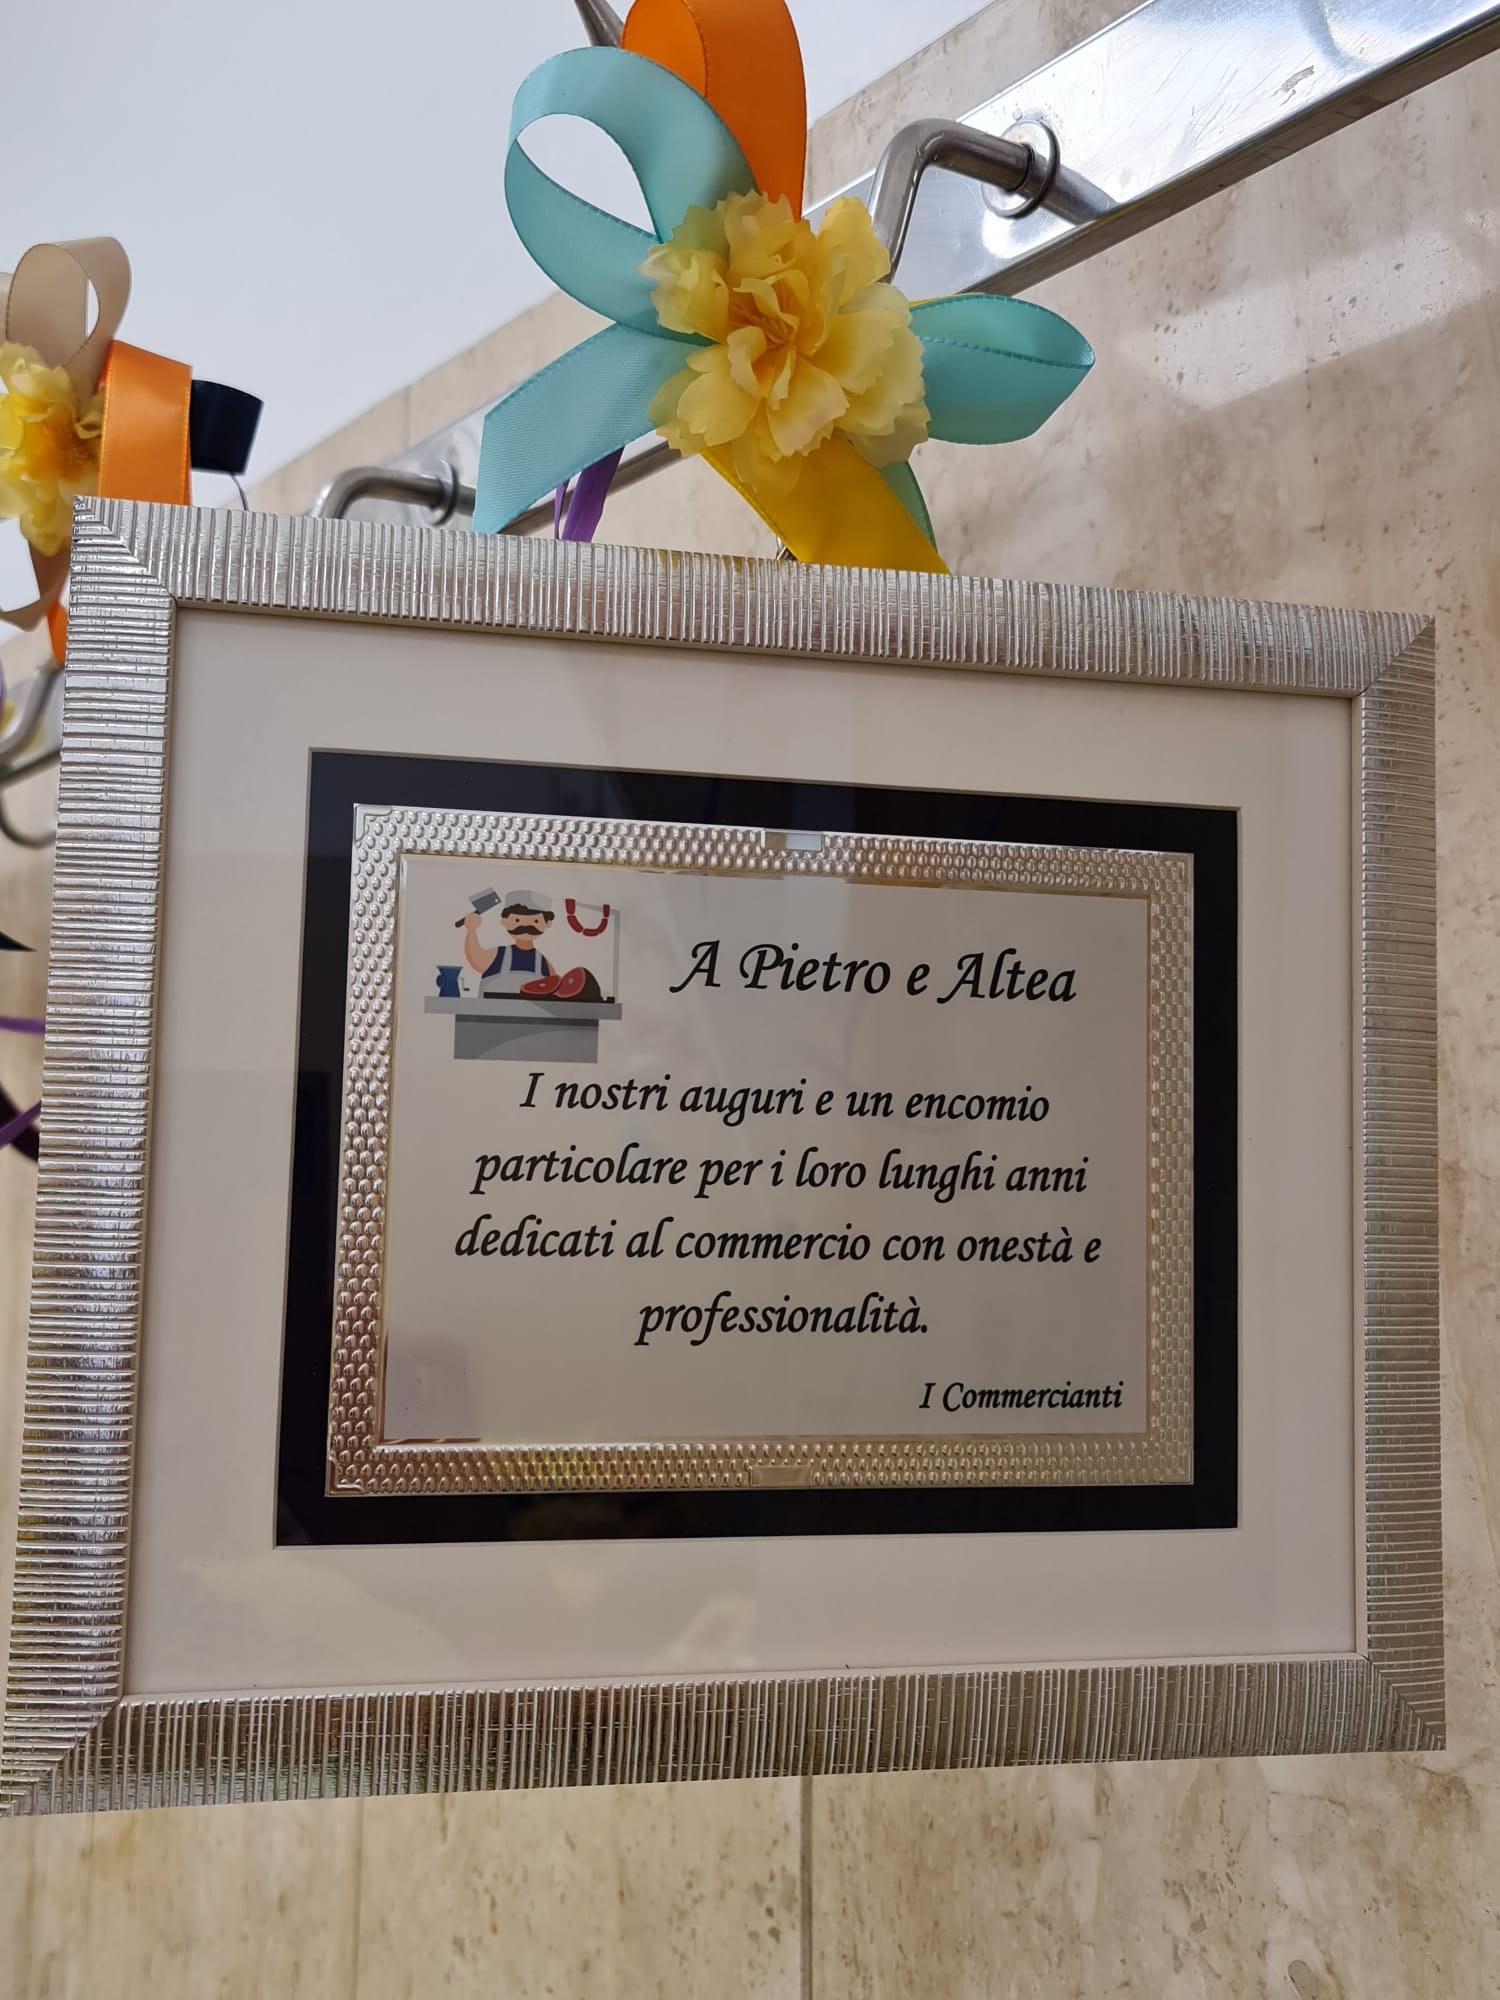 A Pietro e Altea
I nostri auguri e un encomio
particolare per i loro lunghi anni
dedicati al commercio con onestà e
professionalità.
I Commercianti